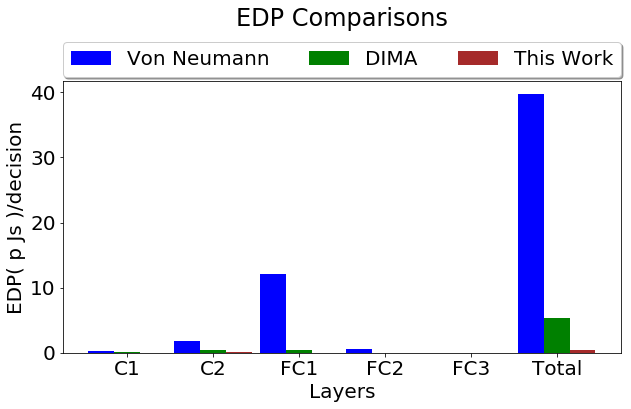 EDP Comparisons
Von Neumann DIMA This Work
EDP( p Js )/decision
40
30
20
10
0
C1 C2 FC1 FC2 FC3 Total
Layers